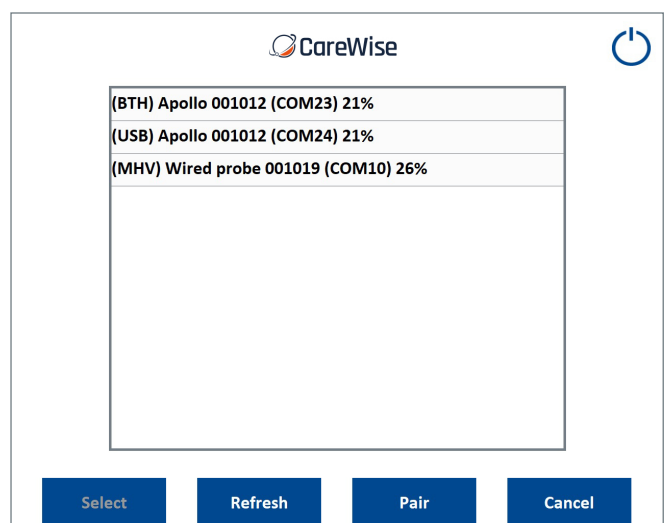 CareWise
(BTH) Apollo 001012 (COM23) 21%
(USB) Apollo 001012 (COM24) 21%
(MHV) Wired probe 001019 (COM10) 26%
Select Refresh Pair Cancel